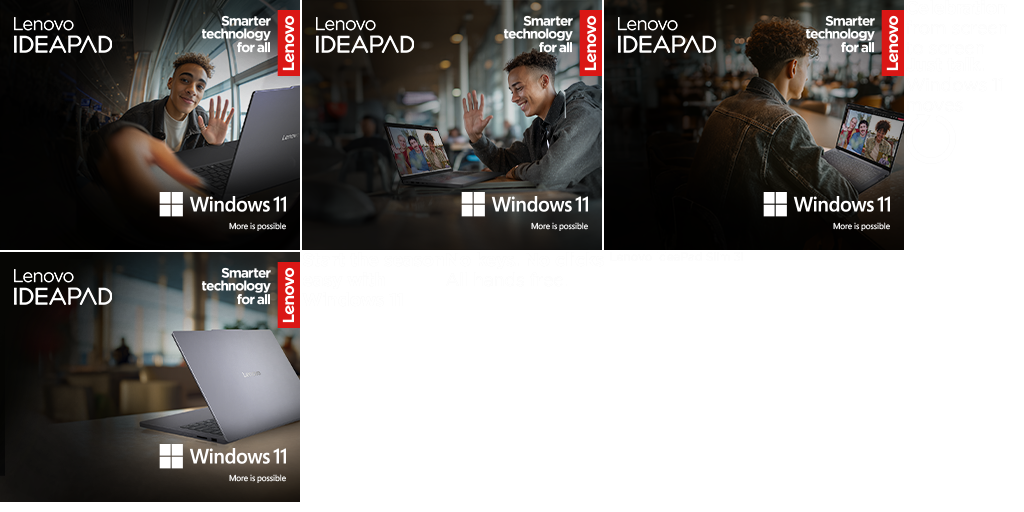 Lenovo
IDEAPAD
Smarter
technology
for all
Lenovo
Windows 11
More is possible
Lenovo
IDEAPAD
Smarter
technology
for all
Lenovo
Windows 11
More is possible
Lenovo
IDEAPAD
Smarter
technology
for all
Lenovo
Windows 11
More is possible
Lenovo
IDEAPAD
Smarter
technology
for all
Lenovo
Windows 11
More is possible